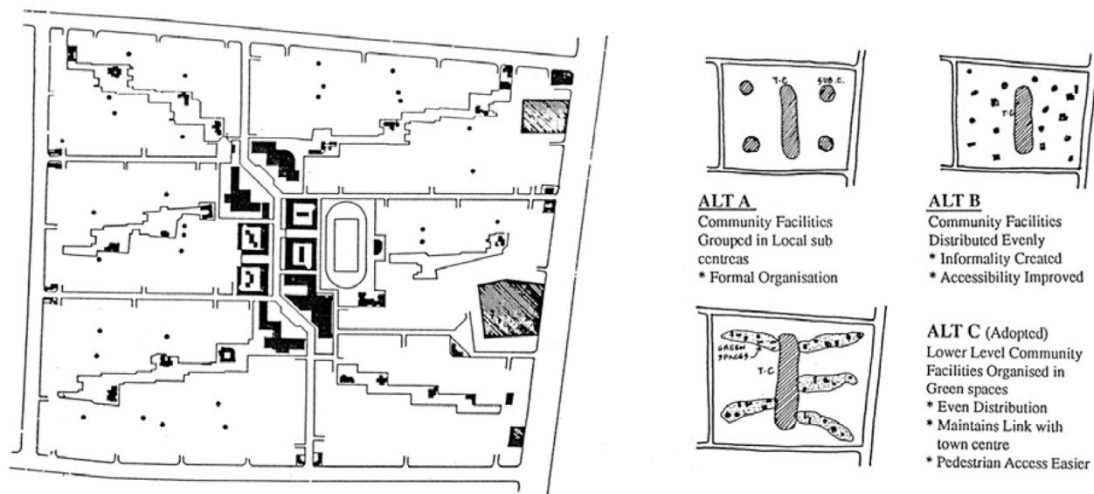 T-C
SUB.C.
ALT A
Community Facilities
Grouped in Local sub
centreas
* Formal Organisation
T-C
ALT B
Community Facilities
Distributed Evenly
* Informality Created
* Accessibility Improved
GREEN
SPACES
T-C
ALT C (Adopted)
Lower Level Community
Facilities Organised in
Green spaces
* Even Distribution
* Maintains Link with
town centre
* Pedestrian Access Easier